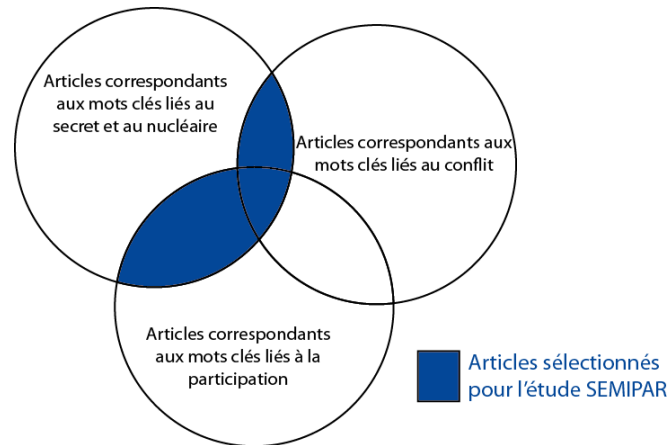 Articles correspondants
aux mots clés liés au
secret et au nucléaire
Articles correspondants aux
mots clés liés au conflit
Articles correspondants
aux mots clés liés à la
participation
Articles sélectionnés
pour l'étude SEMIPAR